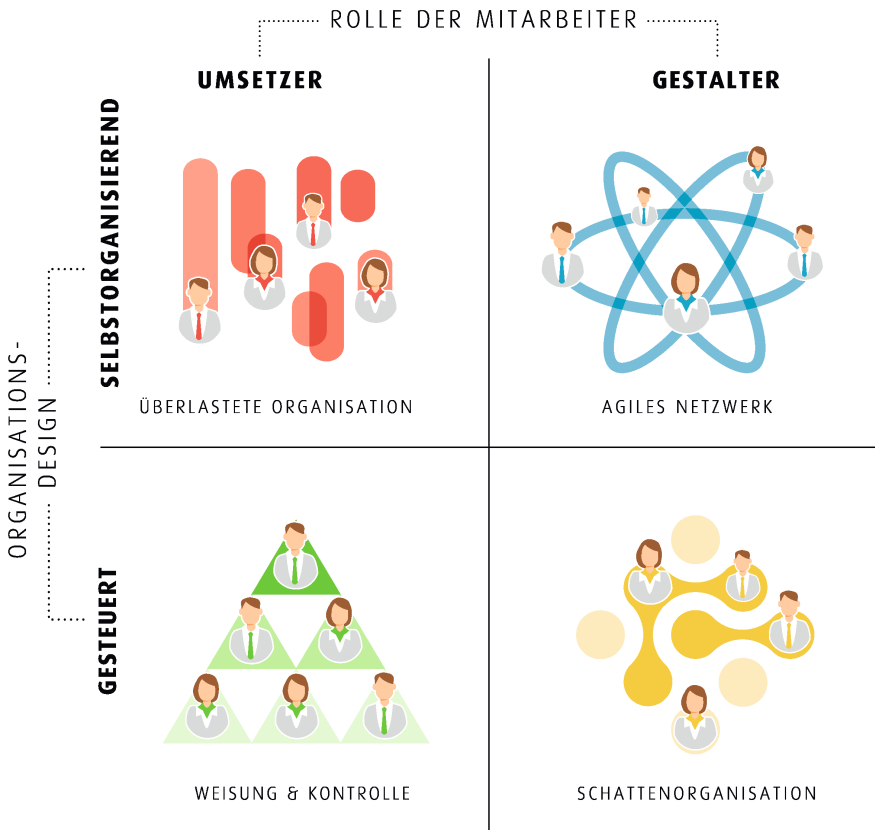 ROLLE DER MITARBEITER
UMSETZER
GESTALTER
ORGANISATIONS-
DESIGN
SELBSTORGANISIEREND
ÜBERLASTETE ORGANISATION
AGILES NETZWERK
GESTEUERT
WEISUNG & KONTROLLE
SCHATTENORGANISATION